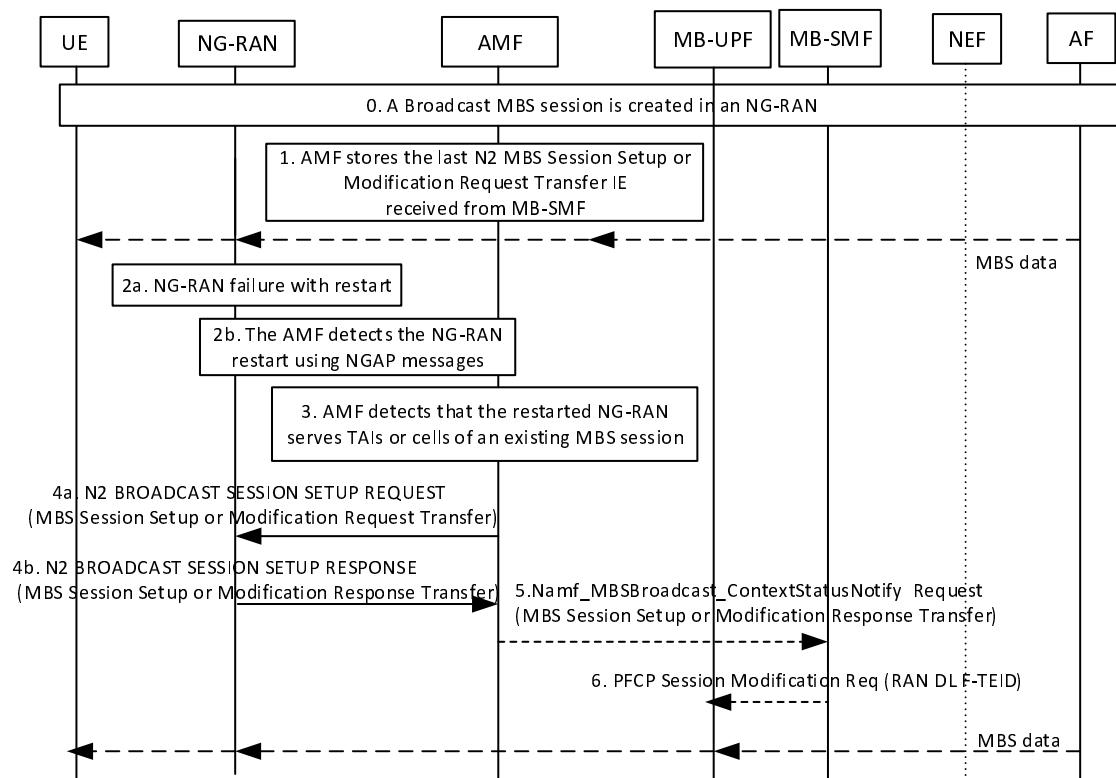 UE
NG-RAN
AMF
MB-UPF
MB-SMF
NEF
AF
0. A Broadcast MBS session is created in an NG-RAN
1. AMF stores the last N2 MBS Session Setup or
Modification Request Transfer IE
received from MB-SMF
MBS data
2a. NG-RAN failure with restart
2b. The AMF detects the NG-RAN
restart using NGAP messages
3. AMF detects that the restarted NG-RAN
serves TAIs or cells of an existing MBS session
4a. N2 BROADCAST SESSION SETUP REQUEST
(MBS Session Setup or Modification Request Transfer)
4b. N2 BROADCAST SESSION SETUP RESPONSE
(MBS Session Setup or Modification Response Transfer)
5.Namf_MBSBroadcast_ContextStatusNotify Request
(MBS Session Setup or Modification Response Transfer)
6. PFCP Session Modification Req (RAN DL F-TEID)
MBS data